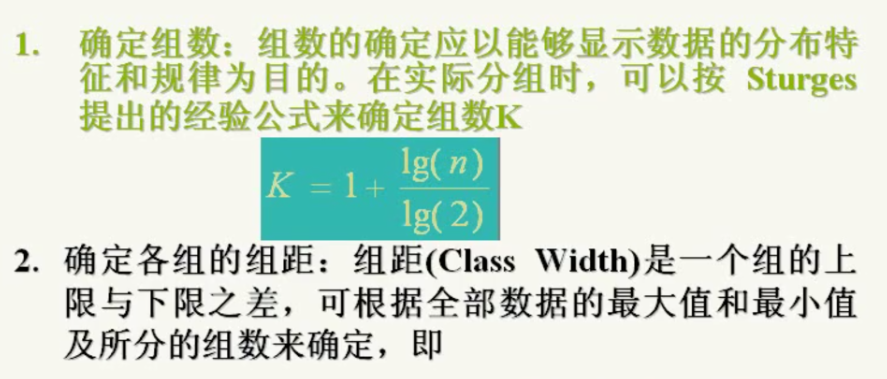 1. 确定组数：组数的确定应以能够显示数据的分布特
征和规律为目的。在实际分组时，可以按 Sturges
提出的经验公式来确定组数K
K = 1 + lg( n ) / lg( 2 )
2. 确定各组的组距：组距(Class Width)是一个组的上
限与下限之差，可根据全部数据的最大值和最小值
及所分的组数来确定，即